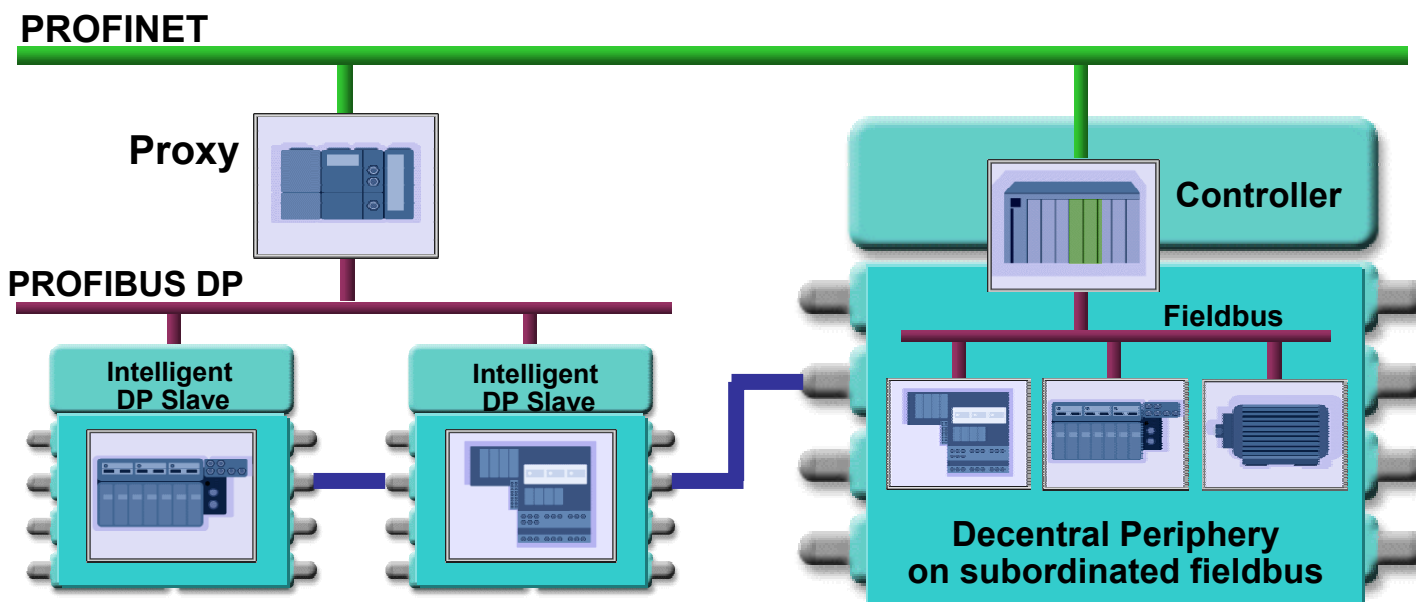 PROFINET
Proxy
Controller
PROFIBUS DP
Fieldbus
Intelligent
DP Slave
Intelligent
DP Slave
Decentral Periphery
on subordinated fieldbus